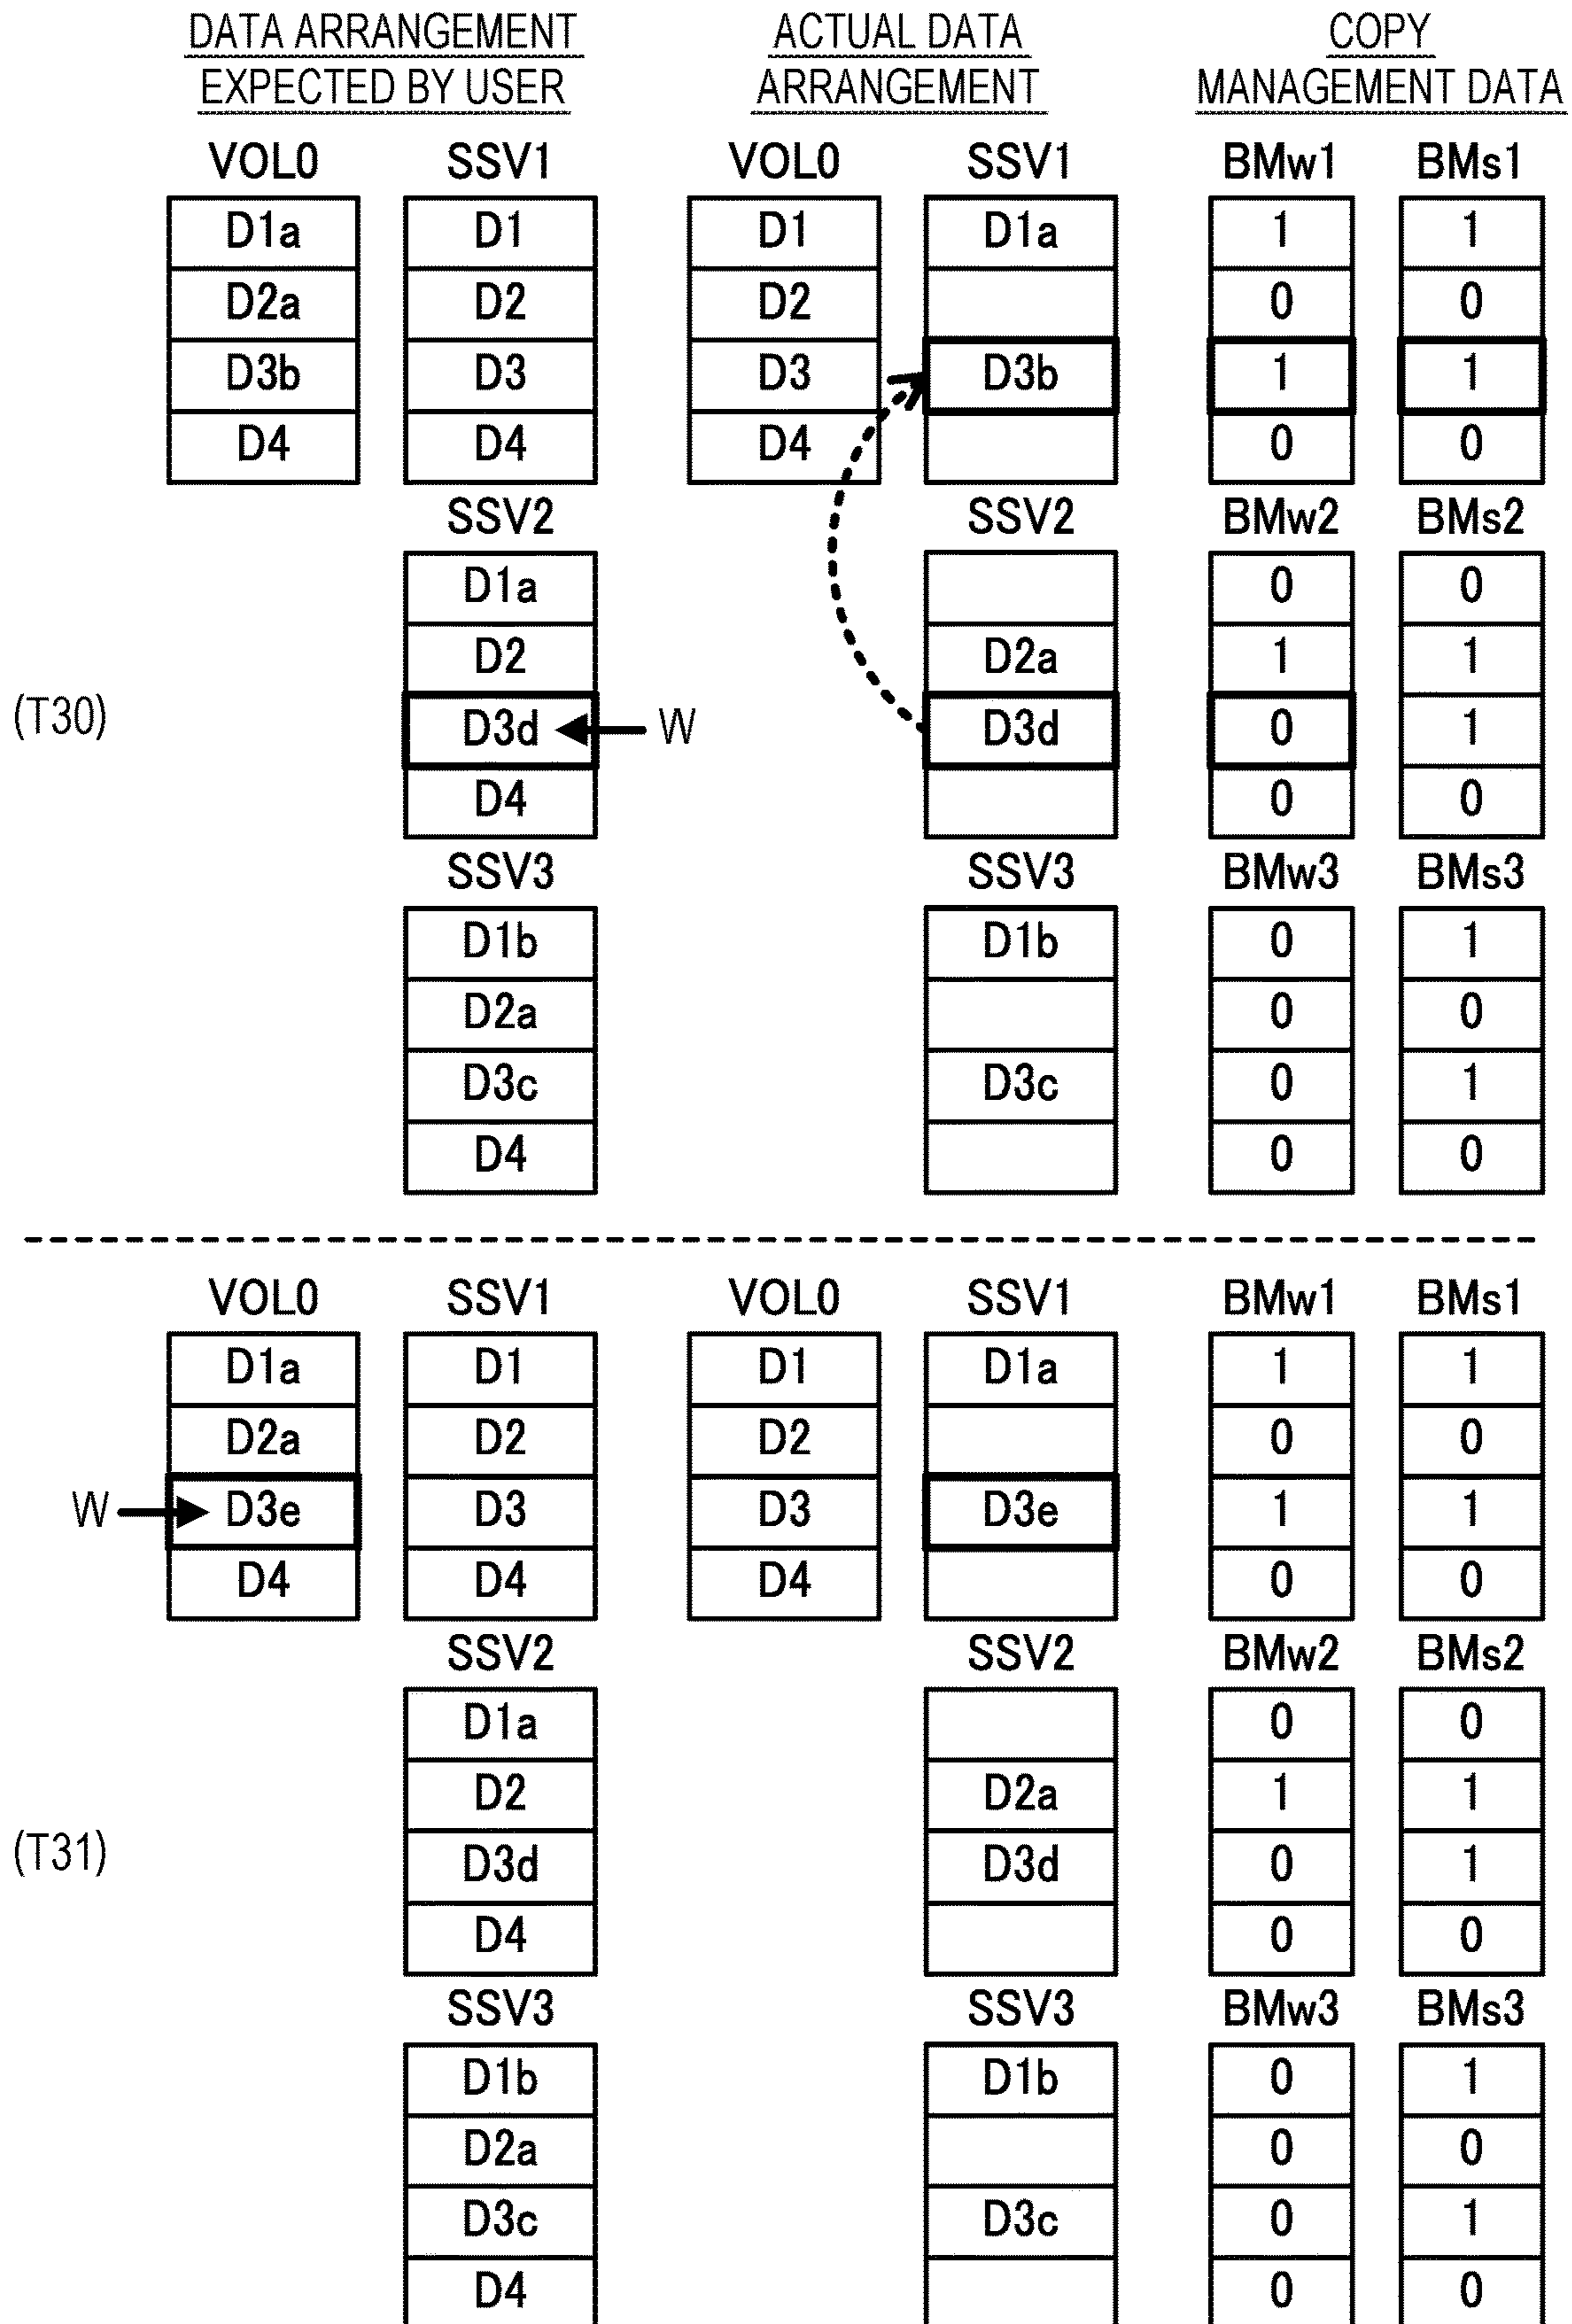 DATA ARRANGEMENT EXPECTED BY USER
ACTUAL DATA ARRANGEMENT
COPY MANAGEMENT DATA
VOL0 SSV1 VOL0 SSV1 BMw1 BMs1
D1a D1 D1 D1a 1 1
D2a D2 D2 0 0
D3b D3 D3 D3b 1 1
D4 D4 D4 0 0
SSV2 SSV2 BMw2 BMs2
D1a 0 0
D2 D2a 1 1
(T30) D3d W D3d 0 1
D4 0 0
SSV3 SSV3 BMw3 BMs3
D1b D1b 0 1
D2a 0 0
D3c D3c 0 1
D4 0 0
VOL0 SSV1 VOL0 SSV1 BMw1 BMs1
D1a D1 D1 D1a 1 1
D2a D2 D2 0 0
W D3e D3 D3 D3e 1 1
D4 D4 D4 0 0
SSV2 SSV2 BMw2 BMs2
D1a 0 0
D2 D2a 1 1
(T31) D3d D3d 0 1
D4 0 0
SSV3 SSV3 BMw3 BMs3
D1b D1b 0 1
D2a 0 0
D3c D3c 0 1
D4 0 0